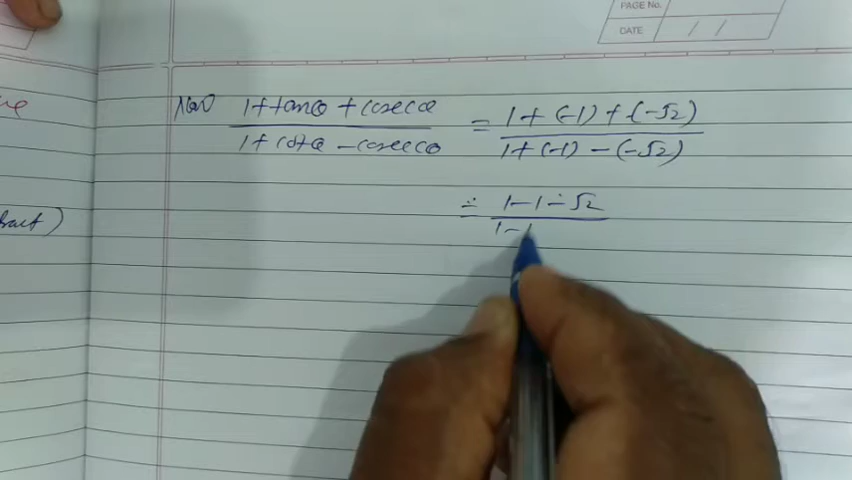 PAGE No.
DATE / /
Now (1+tanθ+cosecθ)/(1+cotθ-cosecθ) = (1+(-1)+(-√2))/(1+(-1)-(-√2))
= (1-1-√2)/(1-1